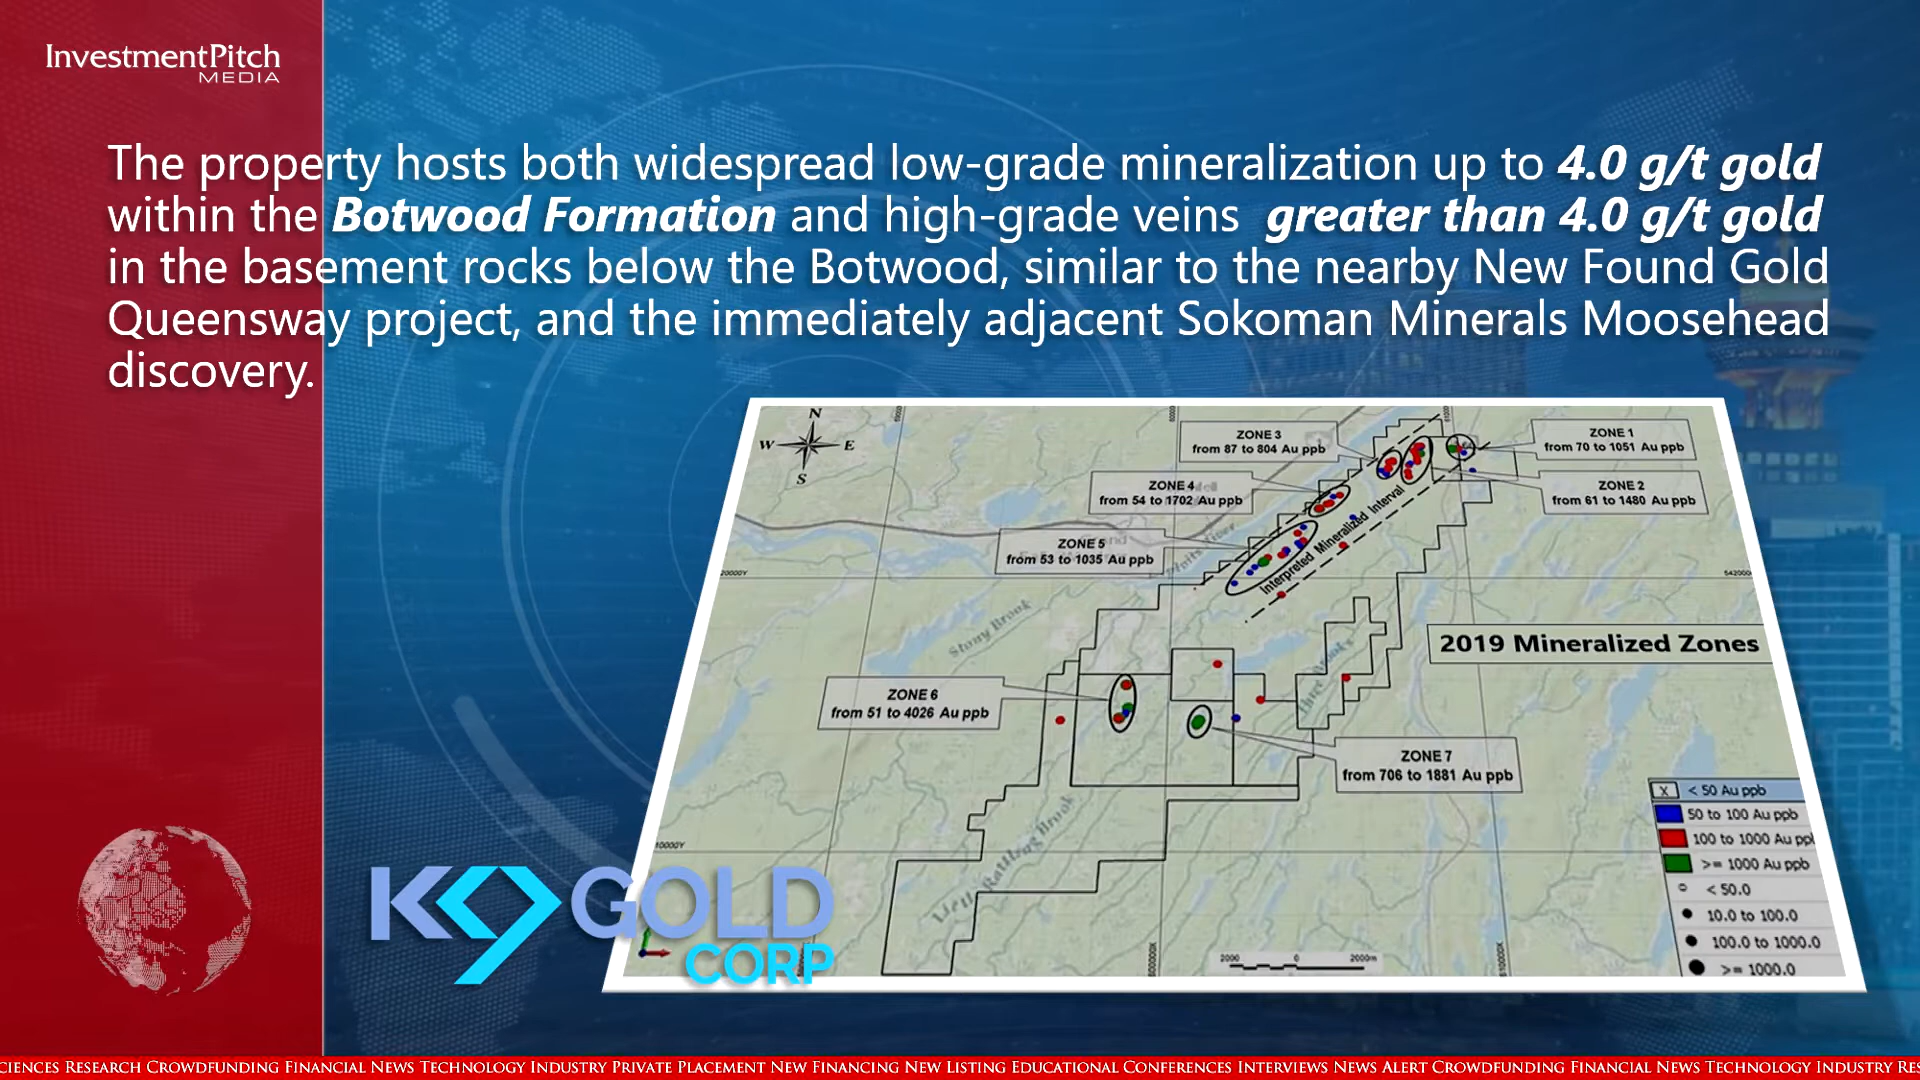 InvestmentPitch
MEDIA
The property hosts both widespread low-grade mineralization up to 4.0 g/t gold
within the Botwood Formation and high-grade veins greater than 4.0 g/t gold
in the basement rocks below the Botwood, similar to the nearby New Found Gold
Queensway project, and the immediately adjacent Sokoman Minerals Moosehead
discovery.
N
W E
S
ZONE 3
from 87 to 804 Au ppb
ZONE 1
from 70 to 1051 Au ppb
ZONE 4
from 54 to 1702 Au ppb
ZONE 2
from 61 to 1480 Au ppb
ZONE 5
from 53 to 1035 Au ppb
Interpreted Mineralized Interval
Stony Brook
2019 Mineralized Zones
ZONE 6
from 51 to 4026 Au ppb
ZONE 7
from 706 to 1881 Au ppb
Rattling Brook
X < 50 Au ppb
50 to 100 Au ppb
100 to 1000 Au ppb
>= 1000 Au ppb
< 50.0
10.0 to 100.0
100.0 to 1000.0
>= 1000.0
2000 0 2000m
K9 GOLD
CORP
CIENCES RESEARCH CROWDFUNDING FINANCIAL NEWS TECHNOLOGY INDUSTRY PRIVATE PLACEMENT NEW FINANCING NEW LISTING EDUCATIONAL CONFERENCES INTERVIEWS NEWS ALERT CROWDFUNDING FINANCIAL NEWS TECHNOLOGY INDUSTRY RES